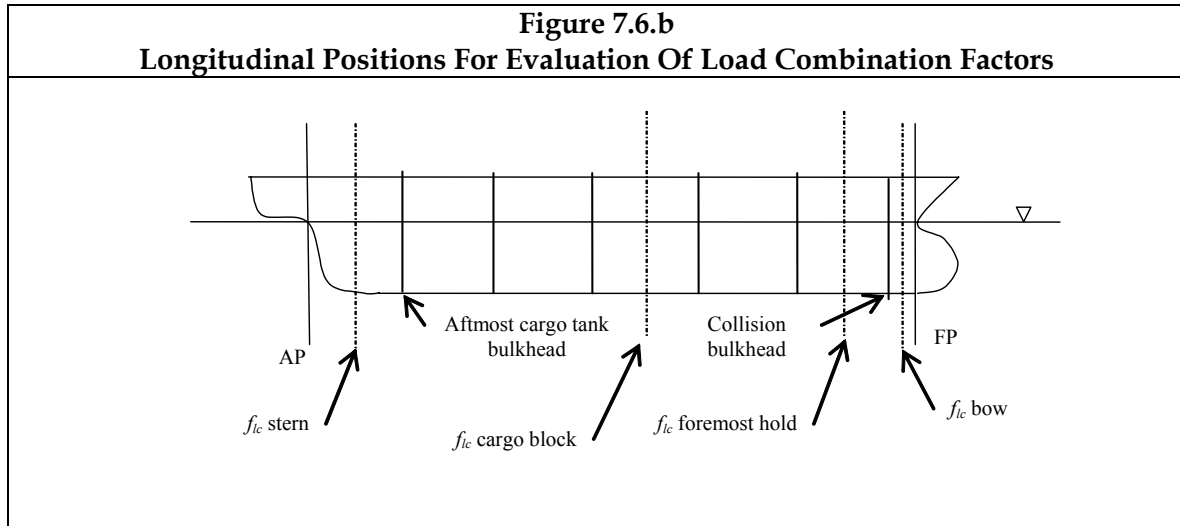 Figure 7.6.b
Longitudinal Positions For Evaluation Of Load Combination Factors
Aftmost cargo tank
bulkhead
Collision
bulkhead
AP
FP
flc stern
flc cargo block
flc foremost hold
flc bow